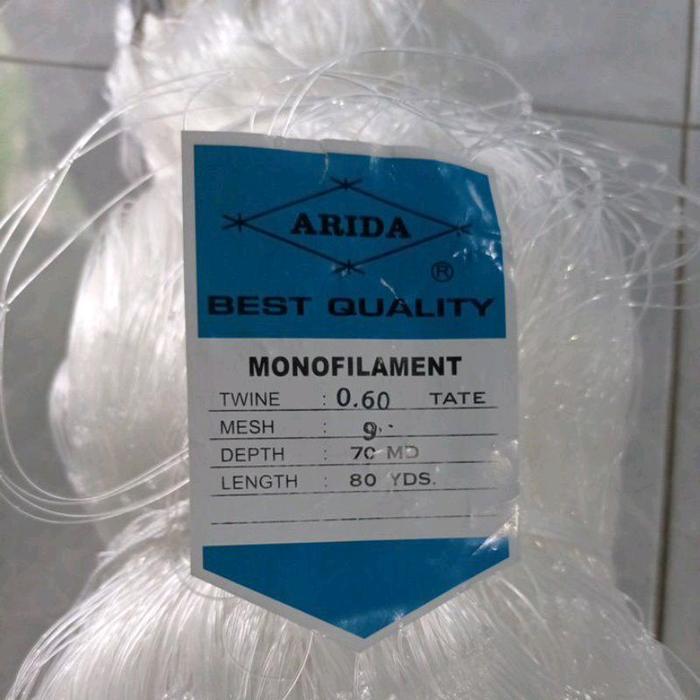 ARIDA
®
BEST QUALITY
MONOFILAMENT
TWINE : 0.60 TATE
MESH : 9"
DEPTH : 70 MD
LENGTH : 80 YDS.